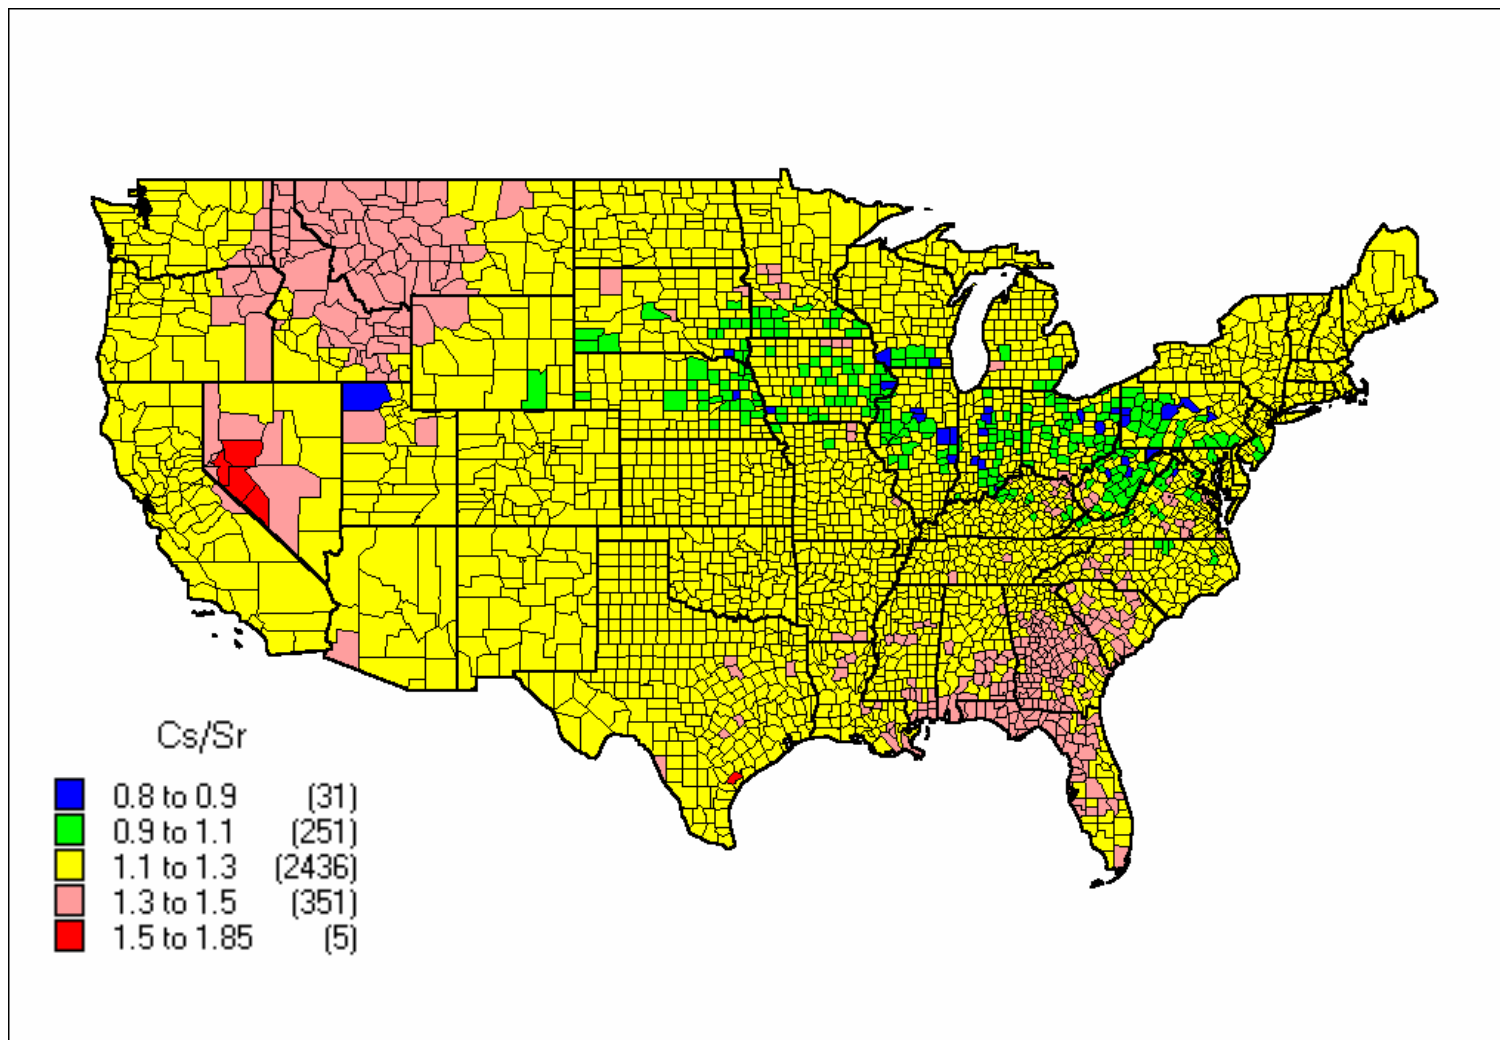 Cs/Sr
0.8 to 0.9 (31)
0.9 to 1.1 (251)
1.1 to 1.3 (2436)
1.3 to 1.5 (351)
1.5 to 1.85 (5)